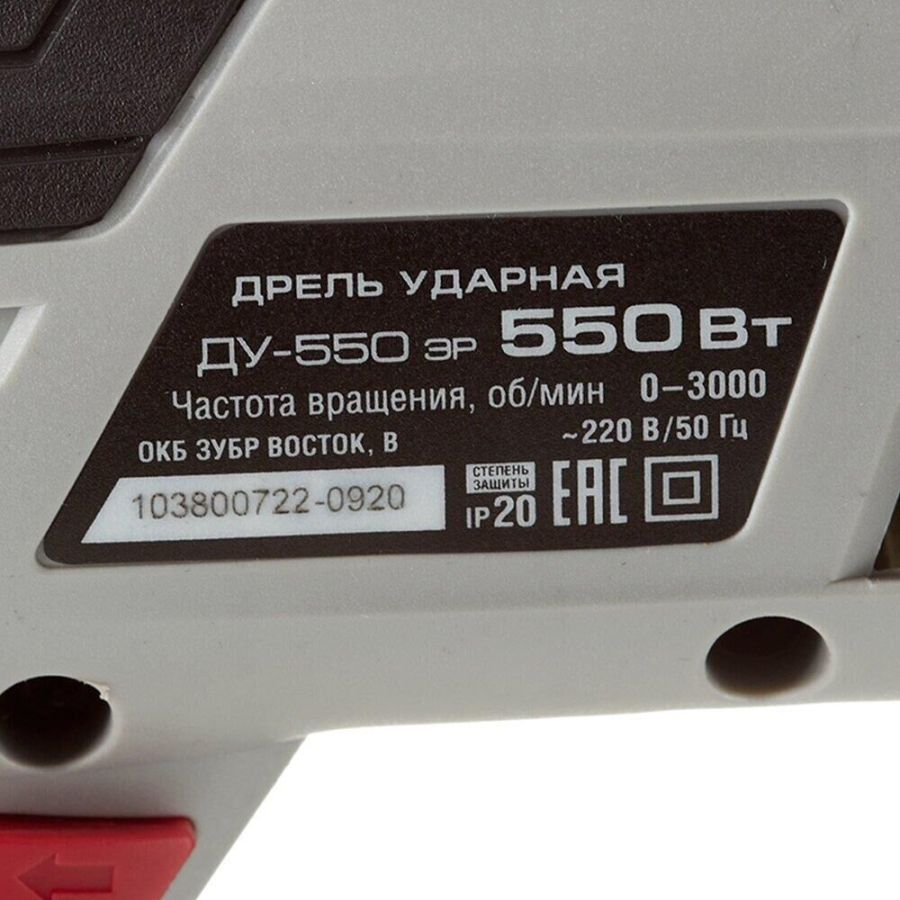 ДРЕЛЬ УДАРНАЯ
ДУ-550 ЭР 550 Вт
Частота вращения, об/мин 0–3000
ОКБ ЗУБР ВОСТОК, В ~220 В/50 Гц
103800722-0920
СТЕПЕНЬ
ЗАЩИТЫ
IP20 EAC